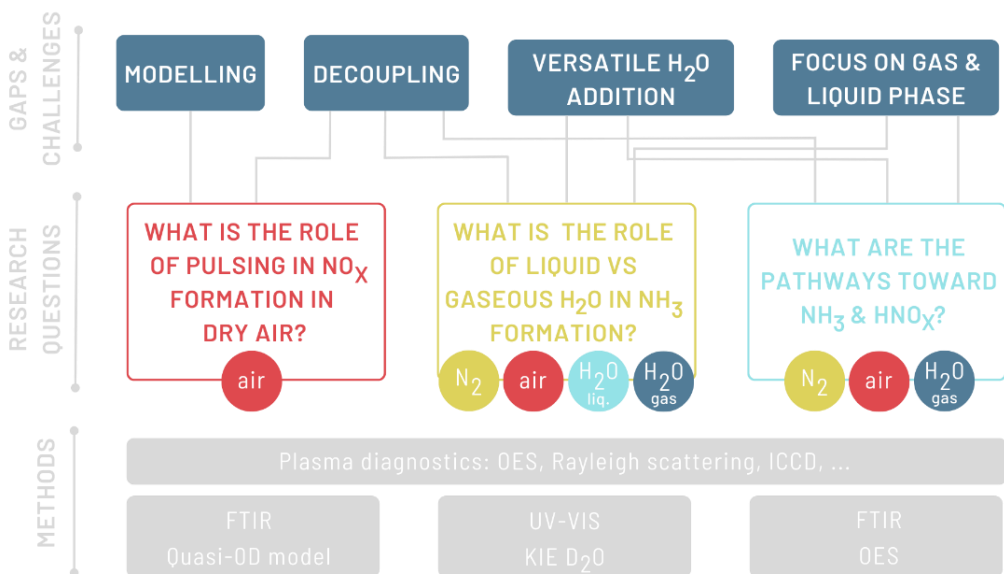 GAPS &
CHALLENGES
MODELLING
DECOUPLING
VERSATILE H₂O
ADDITION
FOCUS ON GAS &
LIQUID PHASE
RESEARCH
QUESTIONS
WHAT IS THE ROLE
OF PULSING IN NOX
FORMATION IN
DRY AIR?
air
WHAT IS THE ROLE
OF LIQUID VS
GASEOUS H₂O IN NH₃
FORMATION?
N₂
air
H₂O
liq.
H₂O
gas
WHAT ARE THE
PATHWAYS TOWARD
NH₃ & HNOX?
N₂
air
H₂O
gas
METHODS
Plasma diagnostics: OES, Rayleigh scattering, ICCD, ...
FTIR
Quasi-0D model
UV-VIS
KIE D₂O
FTIR
OES